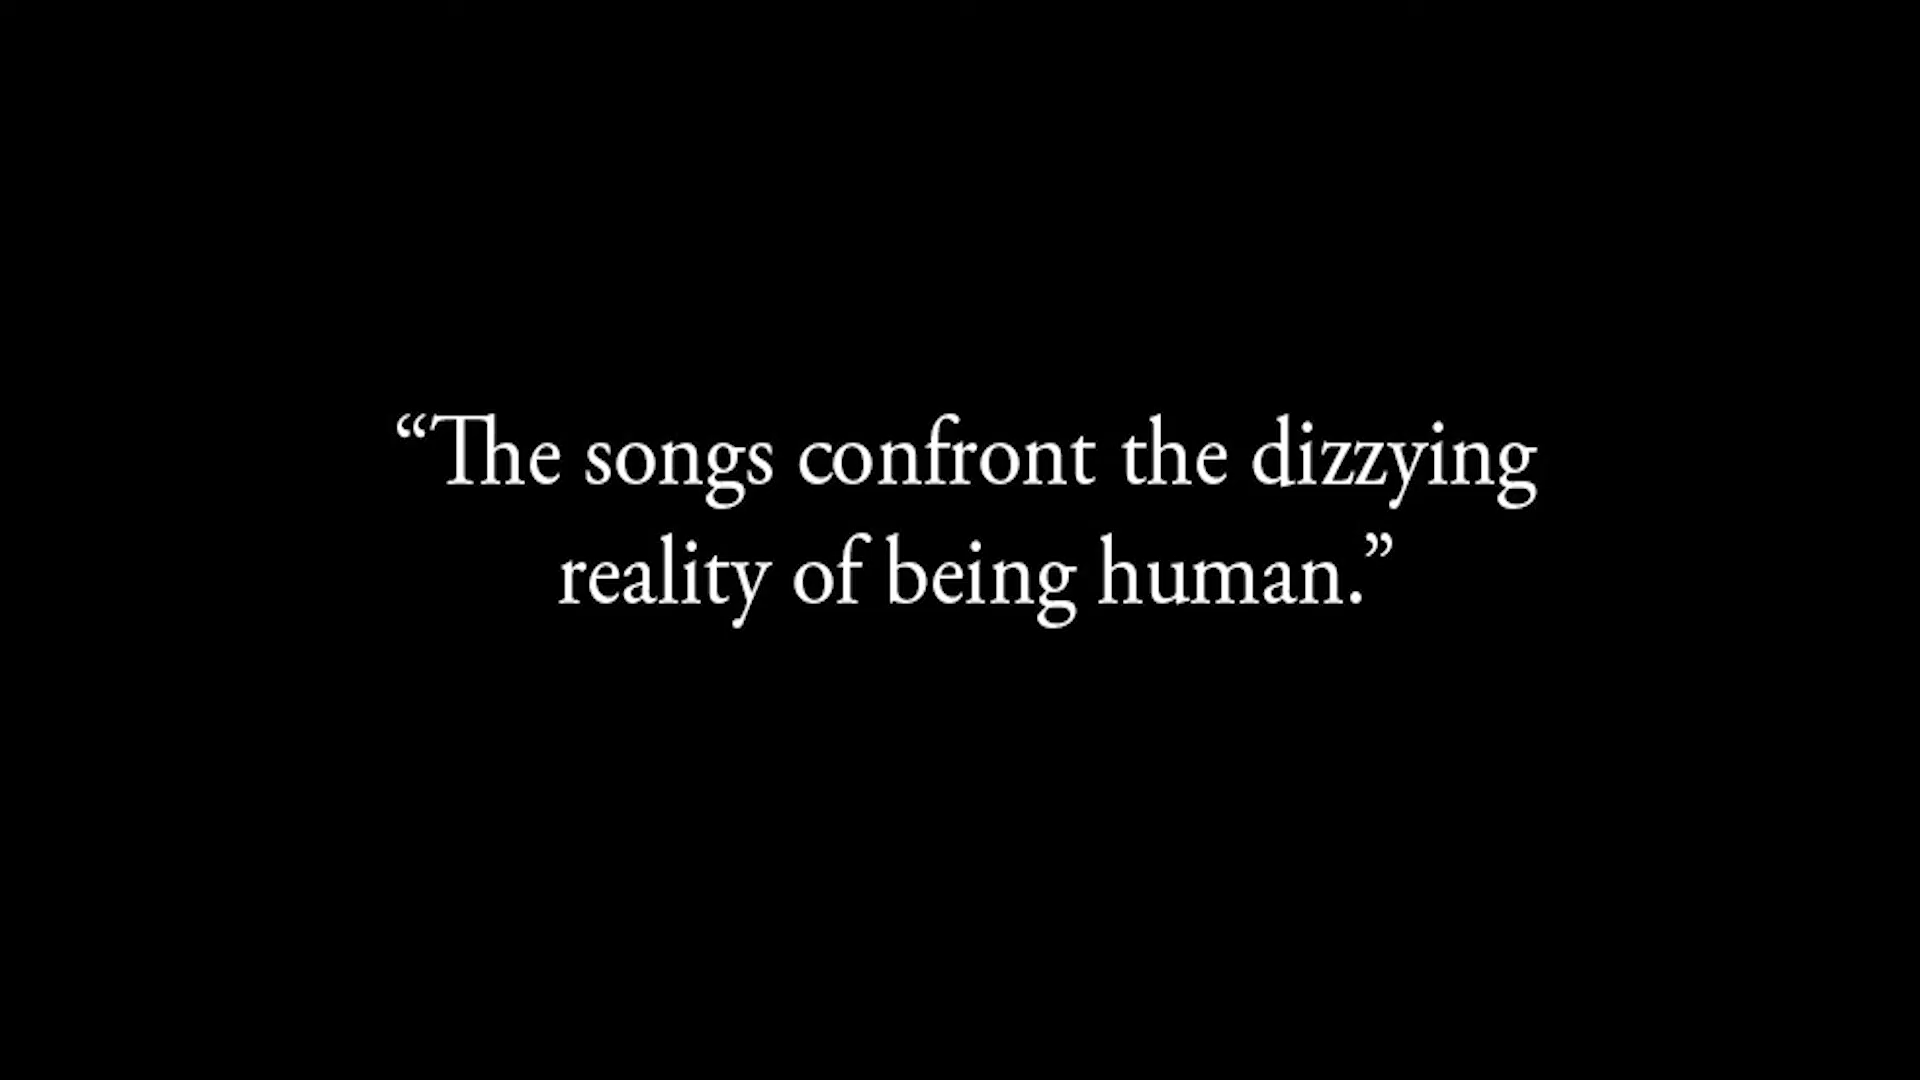 “The songs confront the dizzying
reality of being human.”